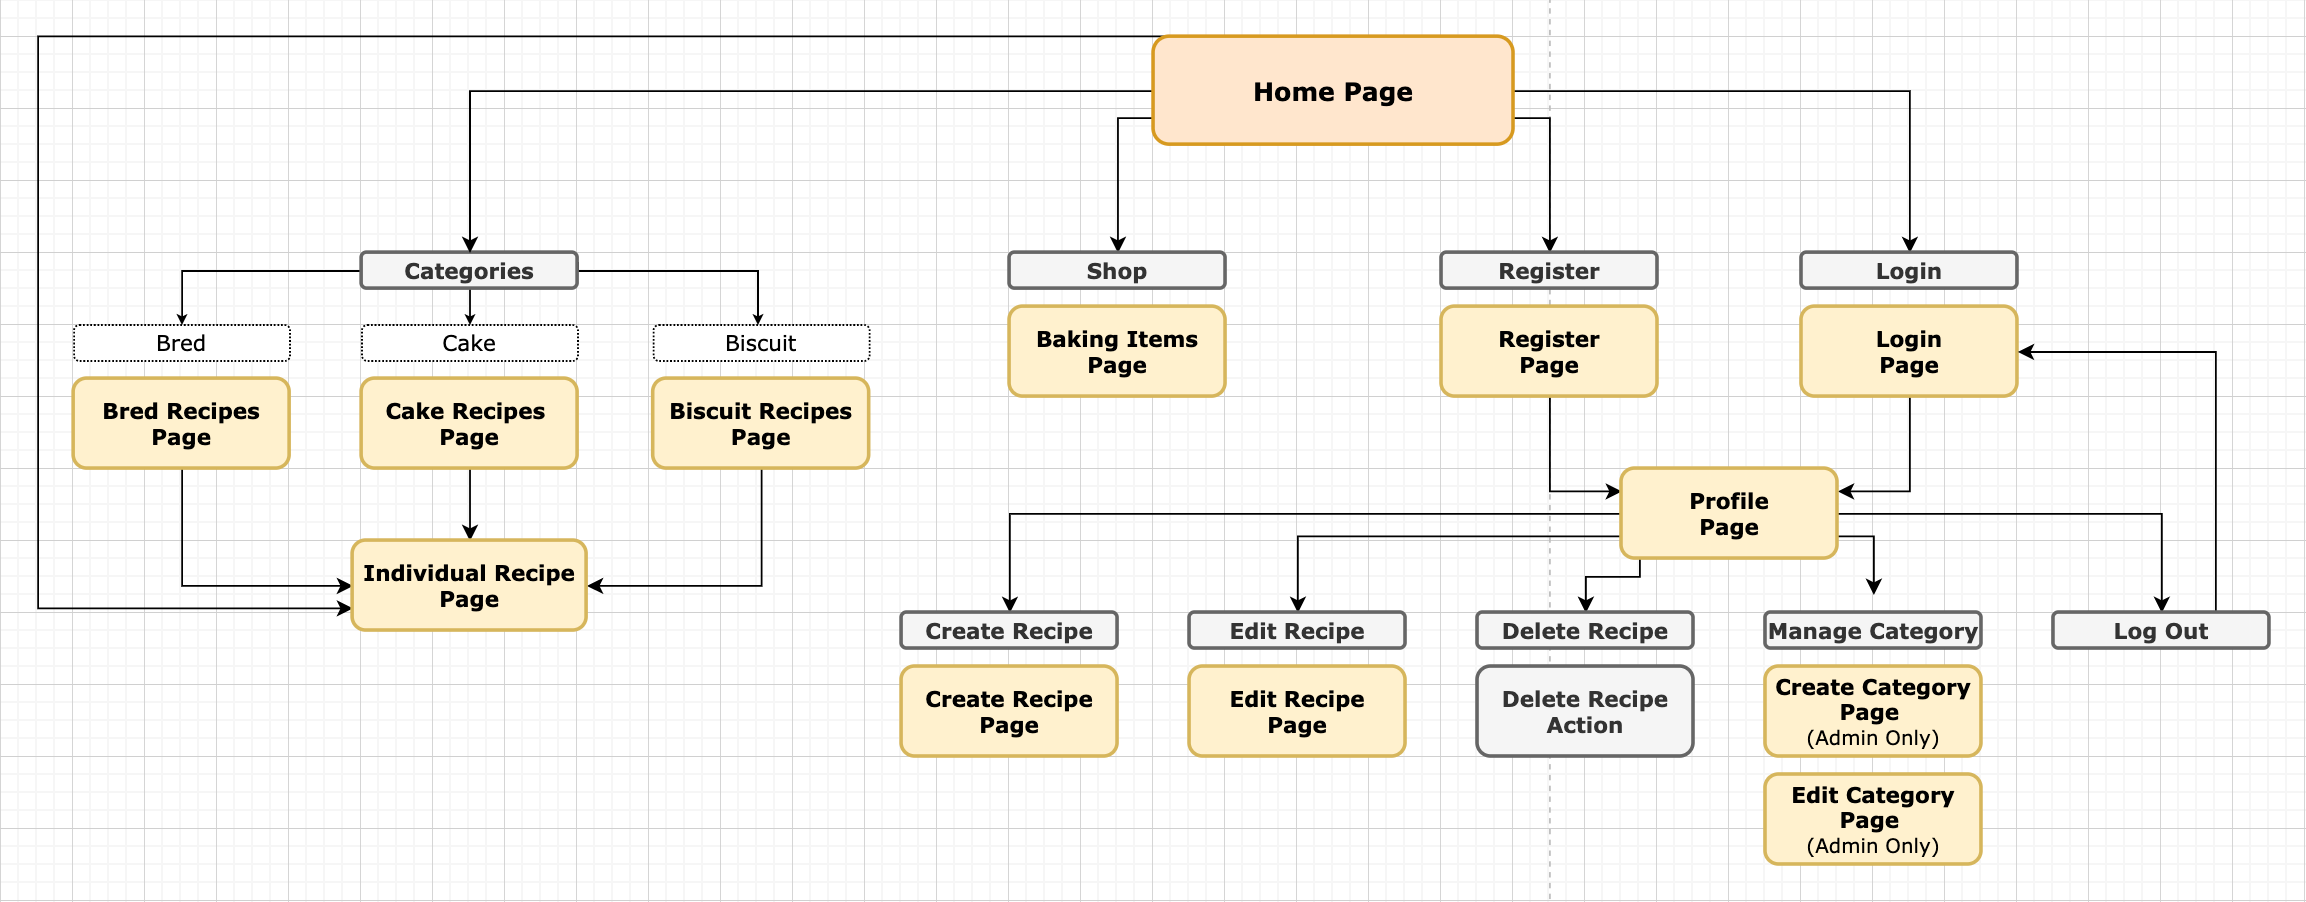 Home Page
Categories
Shop
Register
Login
Bred
Cake
Biscuit
Baking Items
Page
Register
Page
Login
Page
Bred Recipes
Page
Cake Recipes
Page
Biscuit Recipes
Page
Profile
Page
Individual Recipe
Page
Create Recipe
Edit Recipe
Delete Recipe
Manage Category
Log Out
Create Recipe
Page
Edit Recipe
Page
Delete Recipe
Action
Create Category
Page
(Admin Only)
Edit Category
Page
(Admin Only)